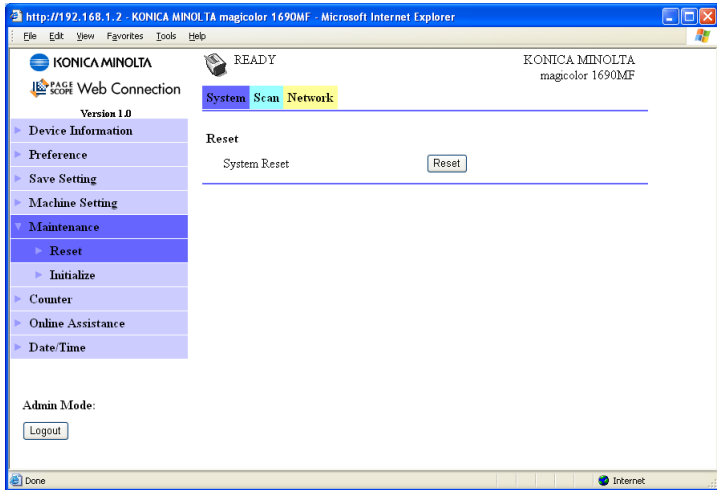 http://192.168.1.2 - KONICA MINOLTA magicolor 1690MF - Microsoft Internet Explorer
File Edit View Favorites Tools Help
KONICA MINOLTA
PAGE SCOPE Web Connection
Version 1.0
READY
KONICA MINOLTA
magicolor 1690MF
System Scan Network
Device Information
Preference
Save Setting
Machine Setting
Maintenance
Reset
Initialize
Counter
Online Assistance
Date/Time
Admin Mode:
Logout
Reset
System Reset Reset
Done Internet